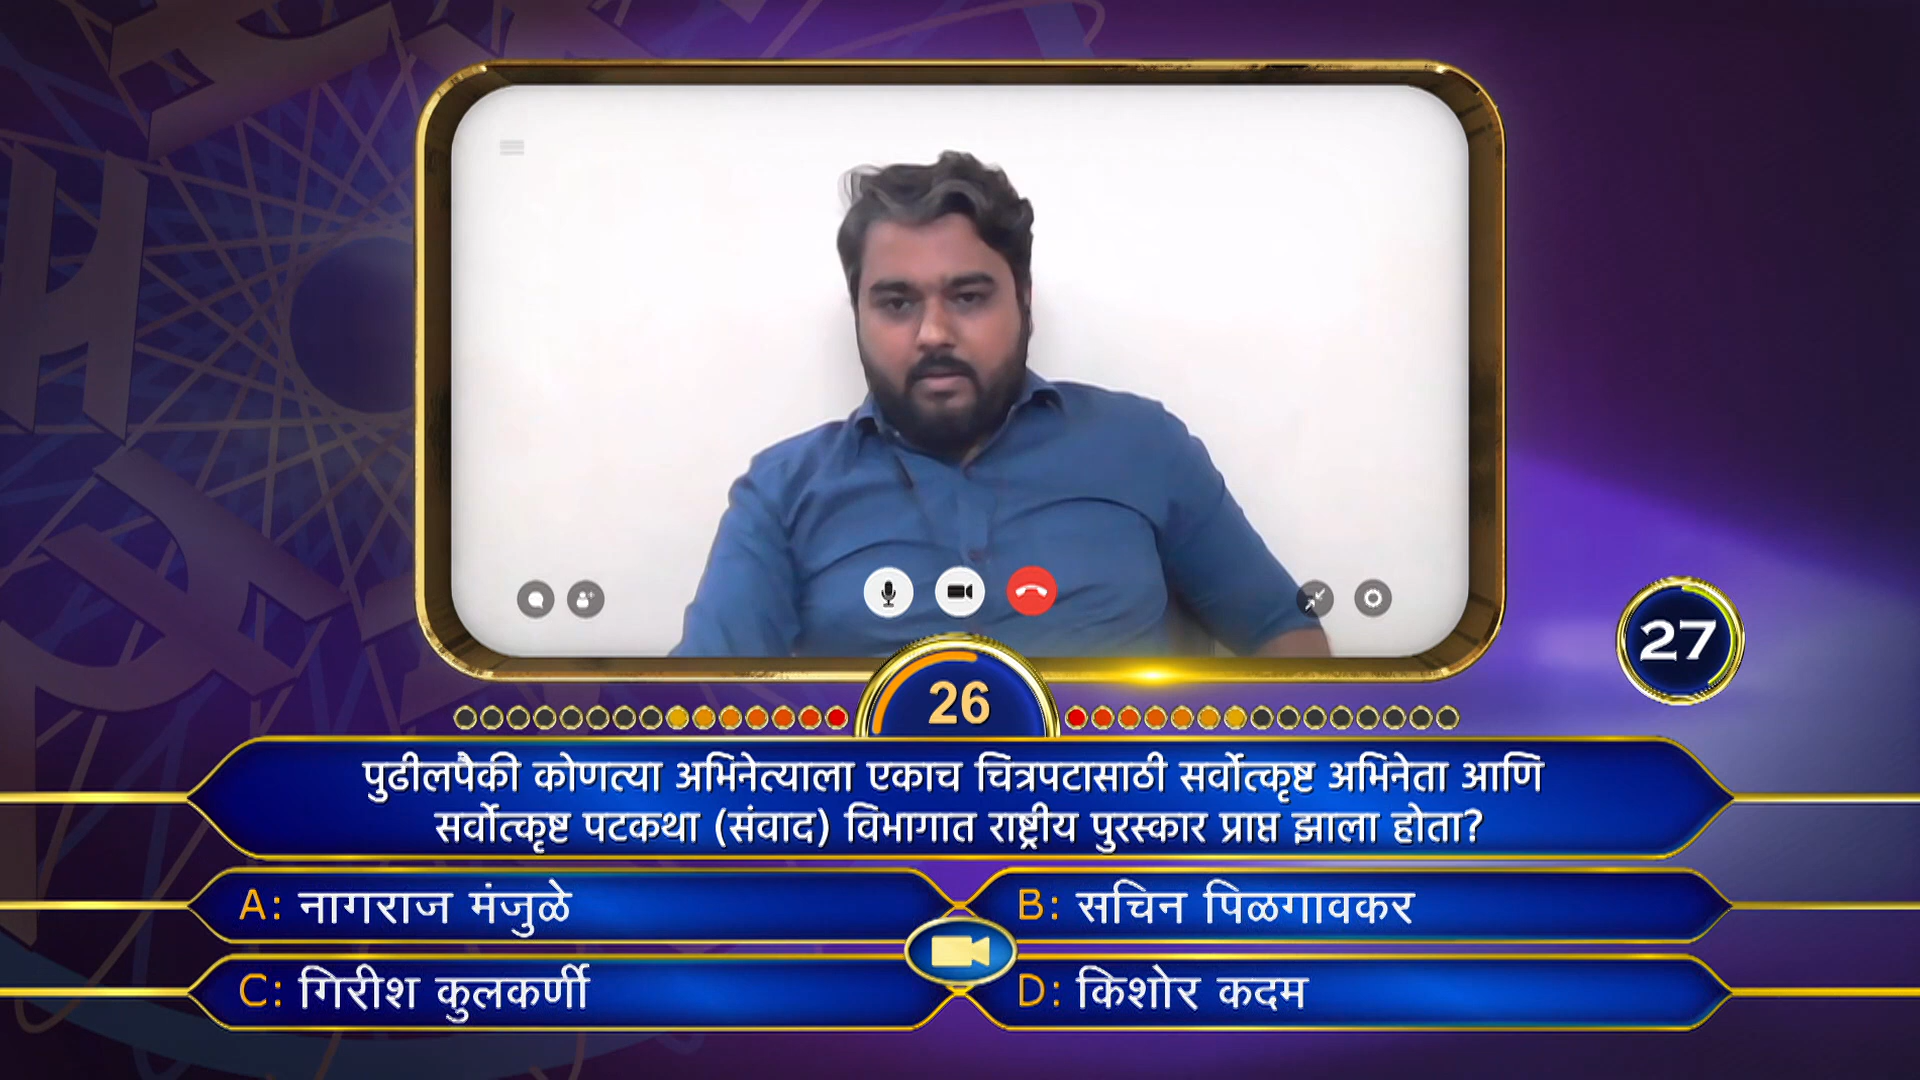 27
26
पुढीलपैकी कोणत्या अभिनेत्याला एकाच चित्रपटासाठी सर्वोत्कृष्ट अभिनेता आणि
सर्वोत्कृष्ट पटकथा (संवाद) विभागात राष्ट्रीय पुरस्कार प्राप्त झाला होता?
A: नागराज मंजुळे
B: सचिन पिळगावकर
C: गिरीश कुलकर्णी
D: किशोर कदम